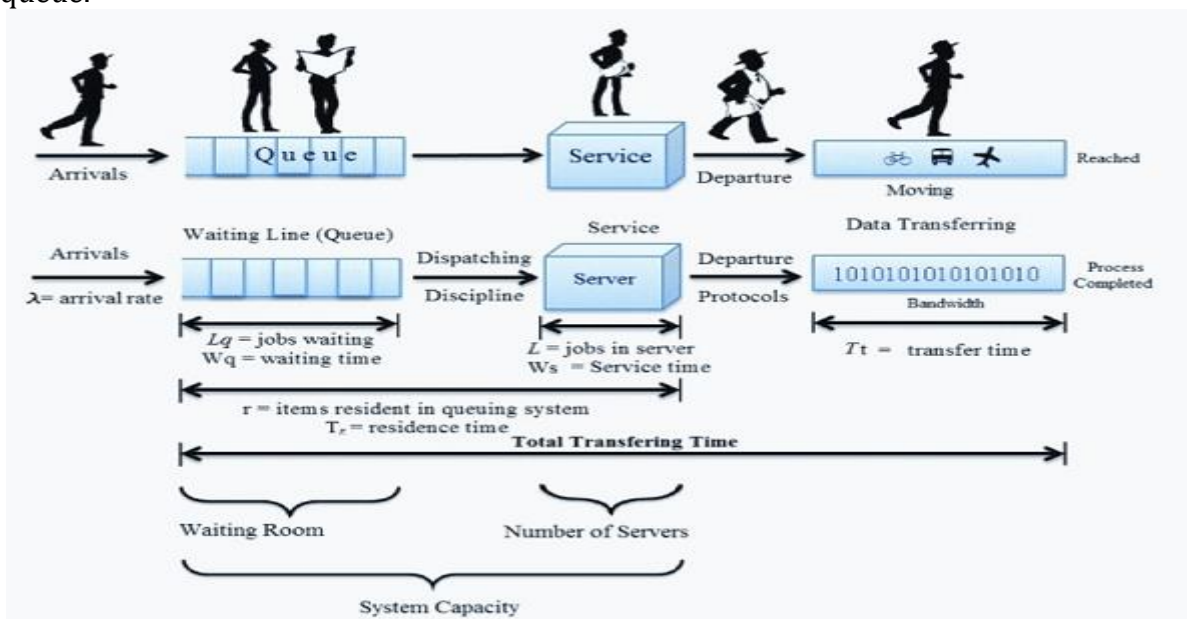 queue.
Queue
Service
Arrivals
Departure
Reached
Moving
Waiting Line (Queue)
Service
Data Transferring
Arrivals
Dispatching
Server
Departure
1010101010101010
Process
Completed
λ= arrival rate
Discipline
Protocols
Bandwidth
Lq = jobs waiting
Wq = waiting time
L = jobs in server
Ws = Service time
Tt = transfer time
r = items resident in queuing system
Tr = residence time
Total Transfering Time
Waiting Room
Number of Servers
System Capacity